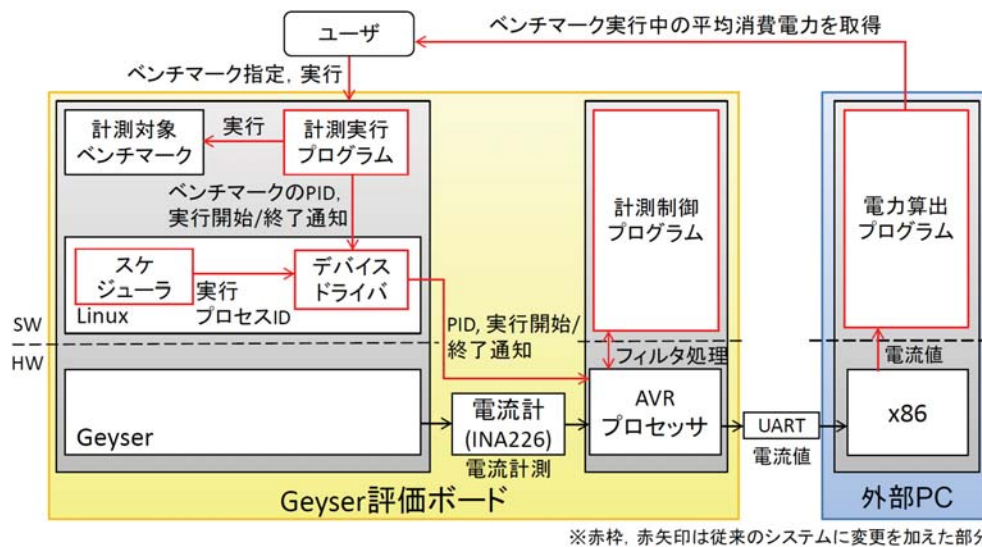 ベンチマーク実行中の平均消費電力を取得
ユーザ
ベンチマーク指定，実行
計測対象
ベンチマーク
実行
計測実行
プログラム
ベンチマークのPID,
実行開始/終了通知
スケ
ジューラ
実行
プロセスID
デバイス
ドライバ
Linux
計測制御
プログラム
電力算出
プログラム
SW
HW
PID, 実行開始/
終了通知
フィルタ処理
電流値
Geyser
電流計
(INA226)
電流計測
AVR
プロセッサ
UART
電流値
x86
Geyser評価ボード
外部PC
※赤枠，赤矢印は従来のシステムに変更を加えた部分